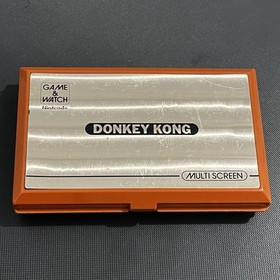 GAME &
WATCH
Nintendo
DONKEY KONG
MULTI SCREEN